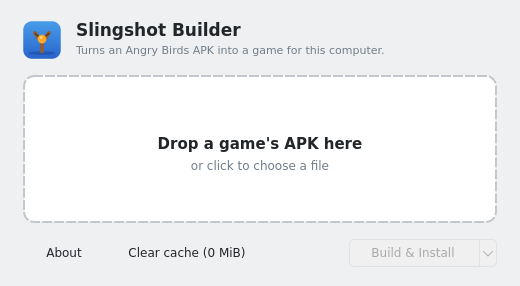 Slingshot Builder
Turns an Angry Birds APK into a game for this computer.
Drop a game's APK here
or click to choose a file
About
Clear cache (0 MiB)
Build & Install